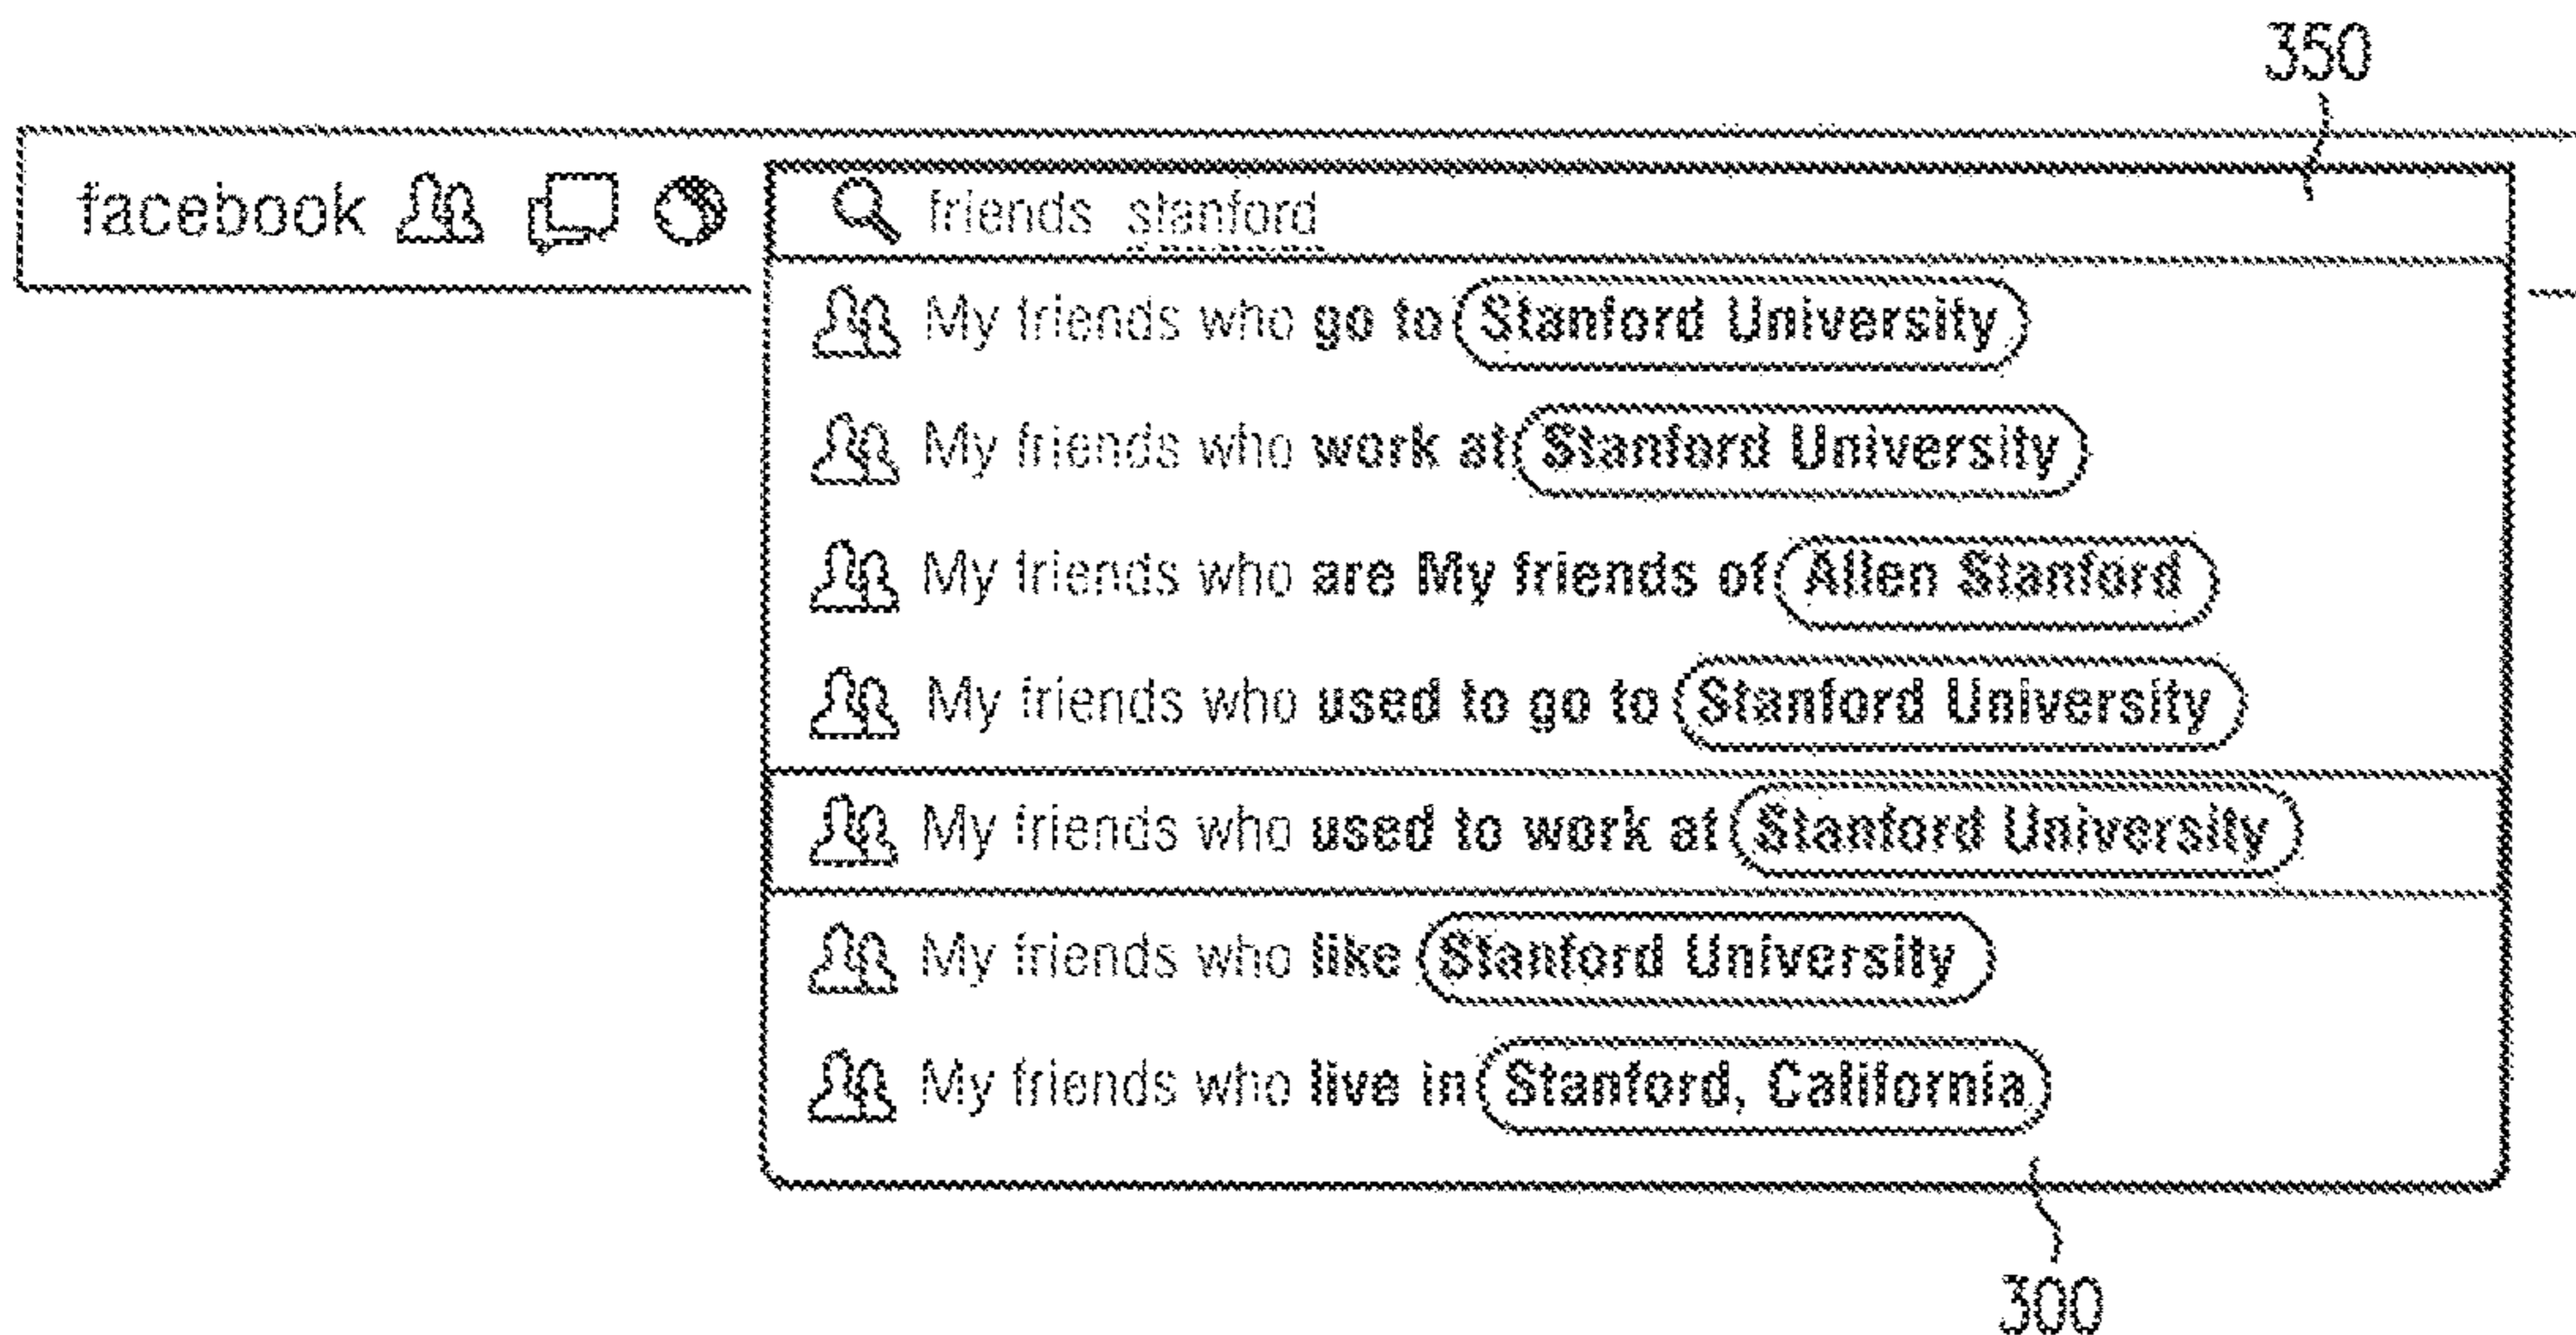 350
facebook friends stanford
My friends who go to Stanford University
My friends who work at Stanford University
My friends who are My friends of Allen Stanford
My friends who used to go to Stanford University
My friends who used to work at Stanford University
My friends who like Stanford University
My friends who live in Stanford, California
300